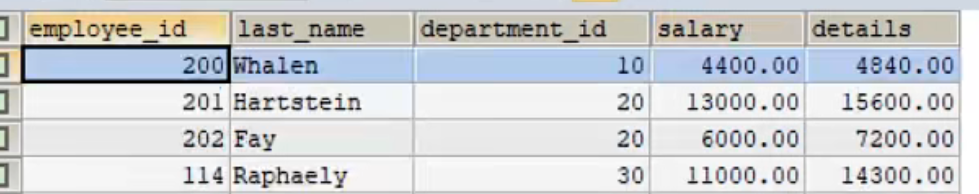 employee_id last_name department_id salary details
200 Whalen 10 4400.00 4840.00
201 Hartstein 20 13000.00 15600.00
202 Fay 20 6000.00 7200.00
114 Raphaely 30 11000.00 14300.00